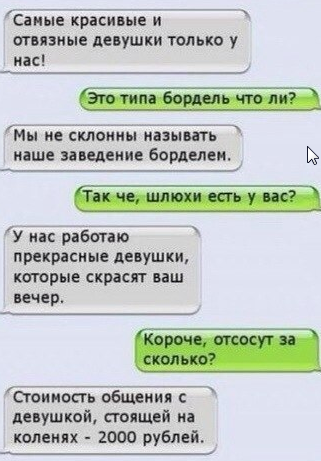 Самые красивые и
отвязные девушки только у
нас!
Это типа бордель что ли?
Мы не склонны называть
наше заведение борделем.
Так че, шлюхи есть у вас?
У нас работаю
прекрасные девушки,
которые скрасят ваш
вечер.
Короче, отсосут за
сколько?
Стоимость общения с
девушкой, стоящей на
коленях - 2000 рублей.